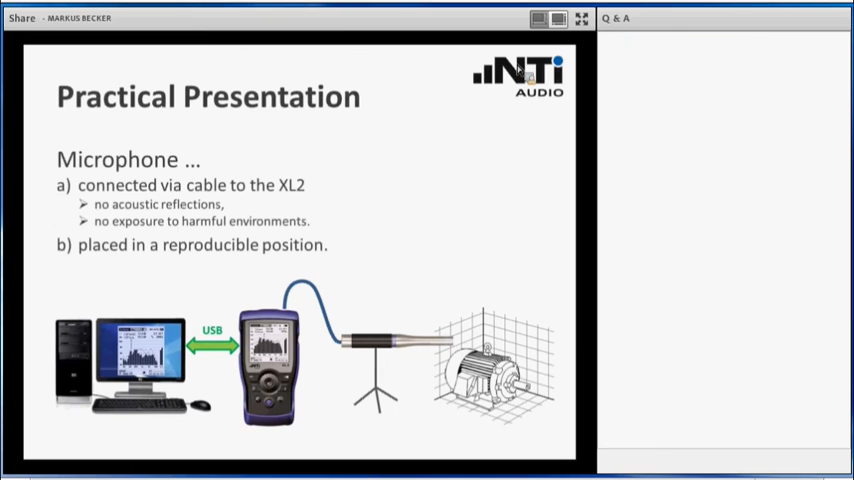 Share - MARKUS BECKER
Q & A
NTi
AUDIO
Practical Presentation
Microphone ...
a) connected via cable to the XL2
no acoustic reflections,
no exposure to harmful environments.
b) placed in a reproducible position.
USB